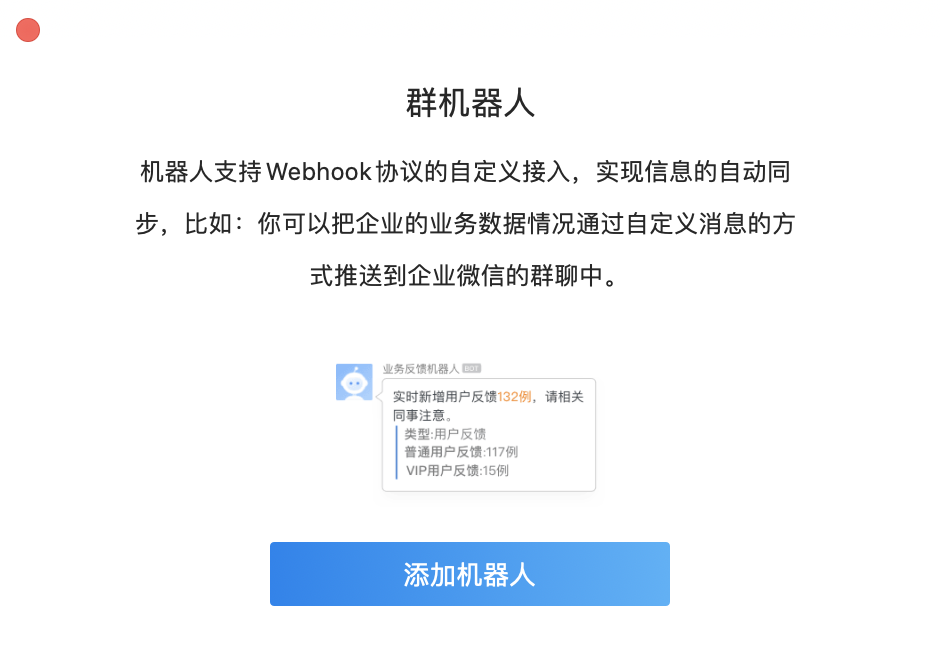 群机器人
机器人支持Webhook协议的自定义接入，实现信息的自动同
步，比如：你可以把企业的业务数据情况通过自定义消息的方
式推送到企业微信的群聊中。
业务反馈机器人 BOT
实时新增用户反馈132例，请相关
同事注意。
类型:用户反馈
普通用户反馈:117例
VIP用户反馈:15例
添加机器人